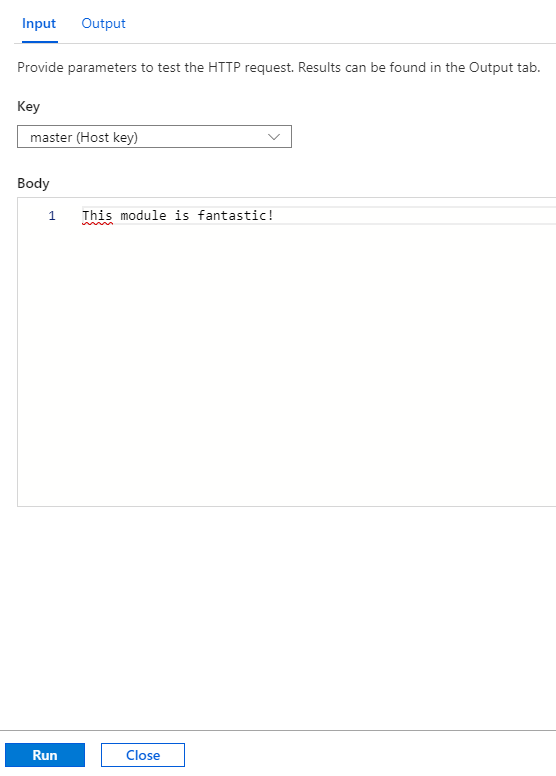 Input Output
Provide parameters to test the HTTP request. Results can be found in the Output tab.
Key
master (Host key)
Body
1 This module is fantastic!
Run Close